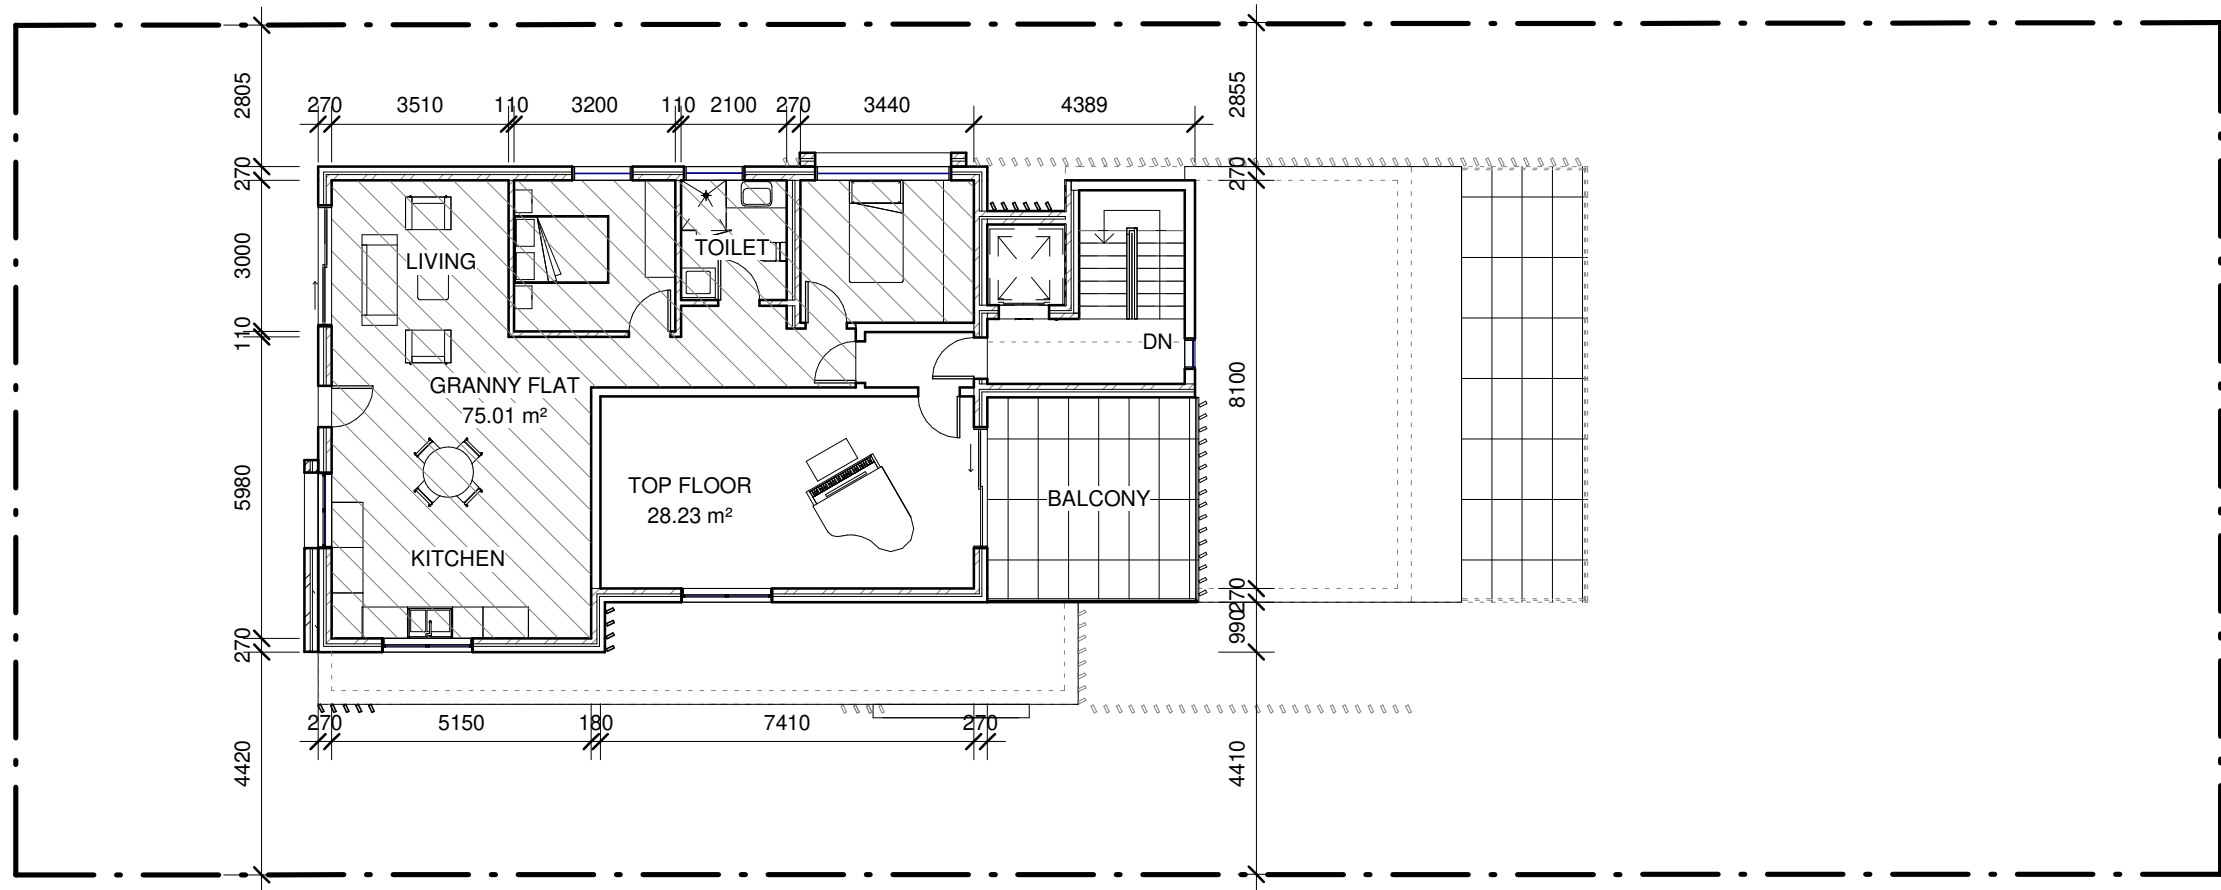 270 3510 110 3200 110 2100 270 3440 4389
2805
270
3000
110
5980
270
4420
2855
270
8100
270
990
4410
LIVING
TOILET
DN
GRANNY FLAT
75.01 m²
TOP FLOOR
28.23 m²
BALCONY
KITCHEN
270 5150 180 7410 270